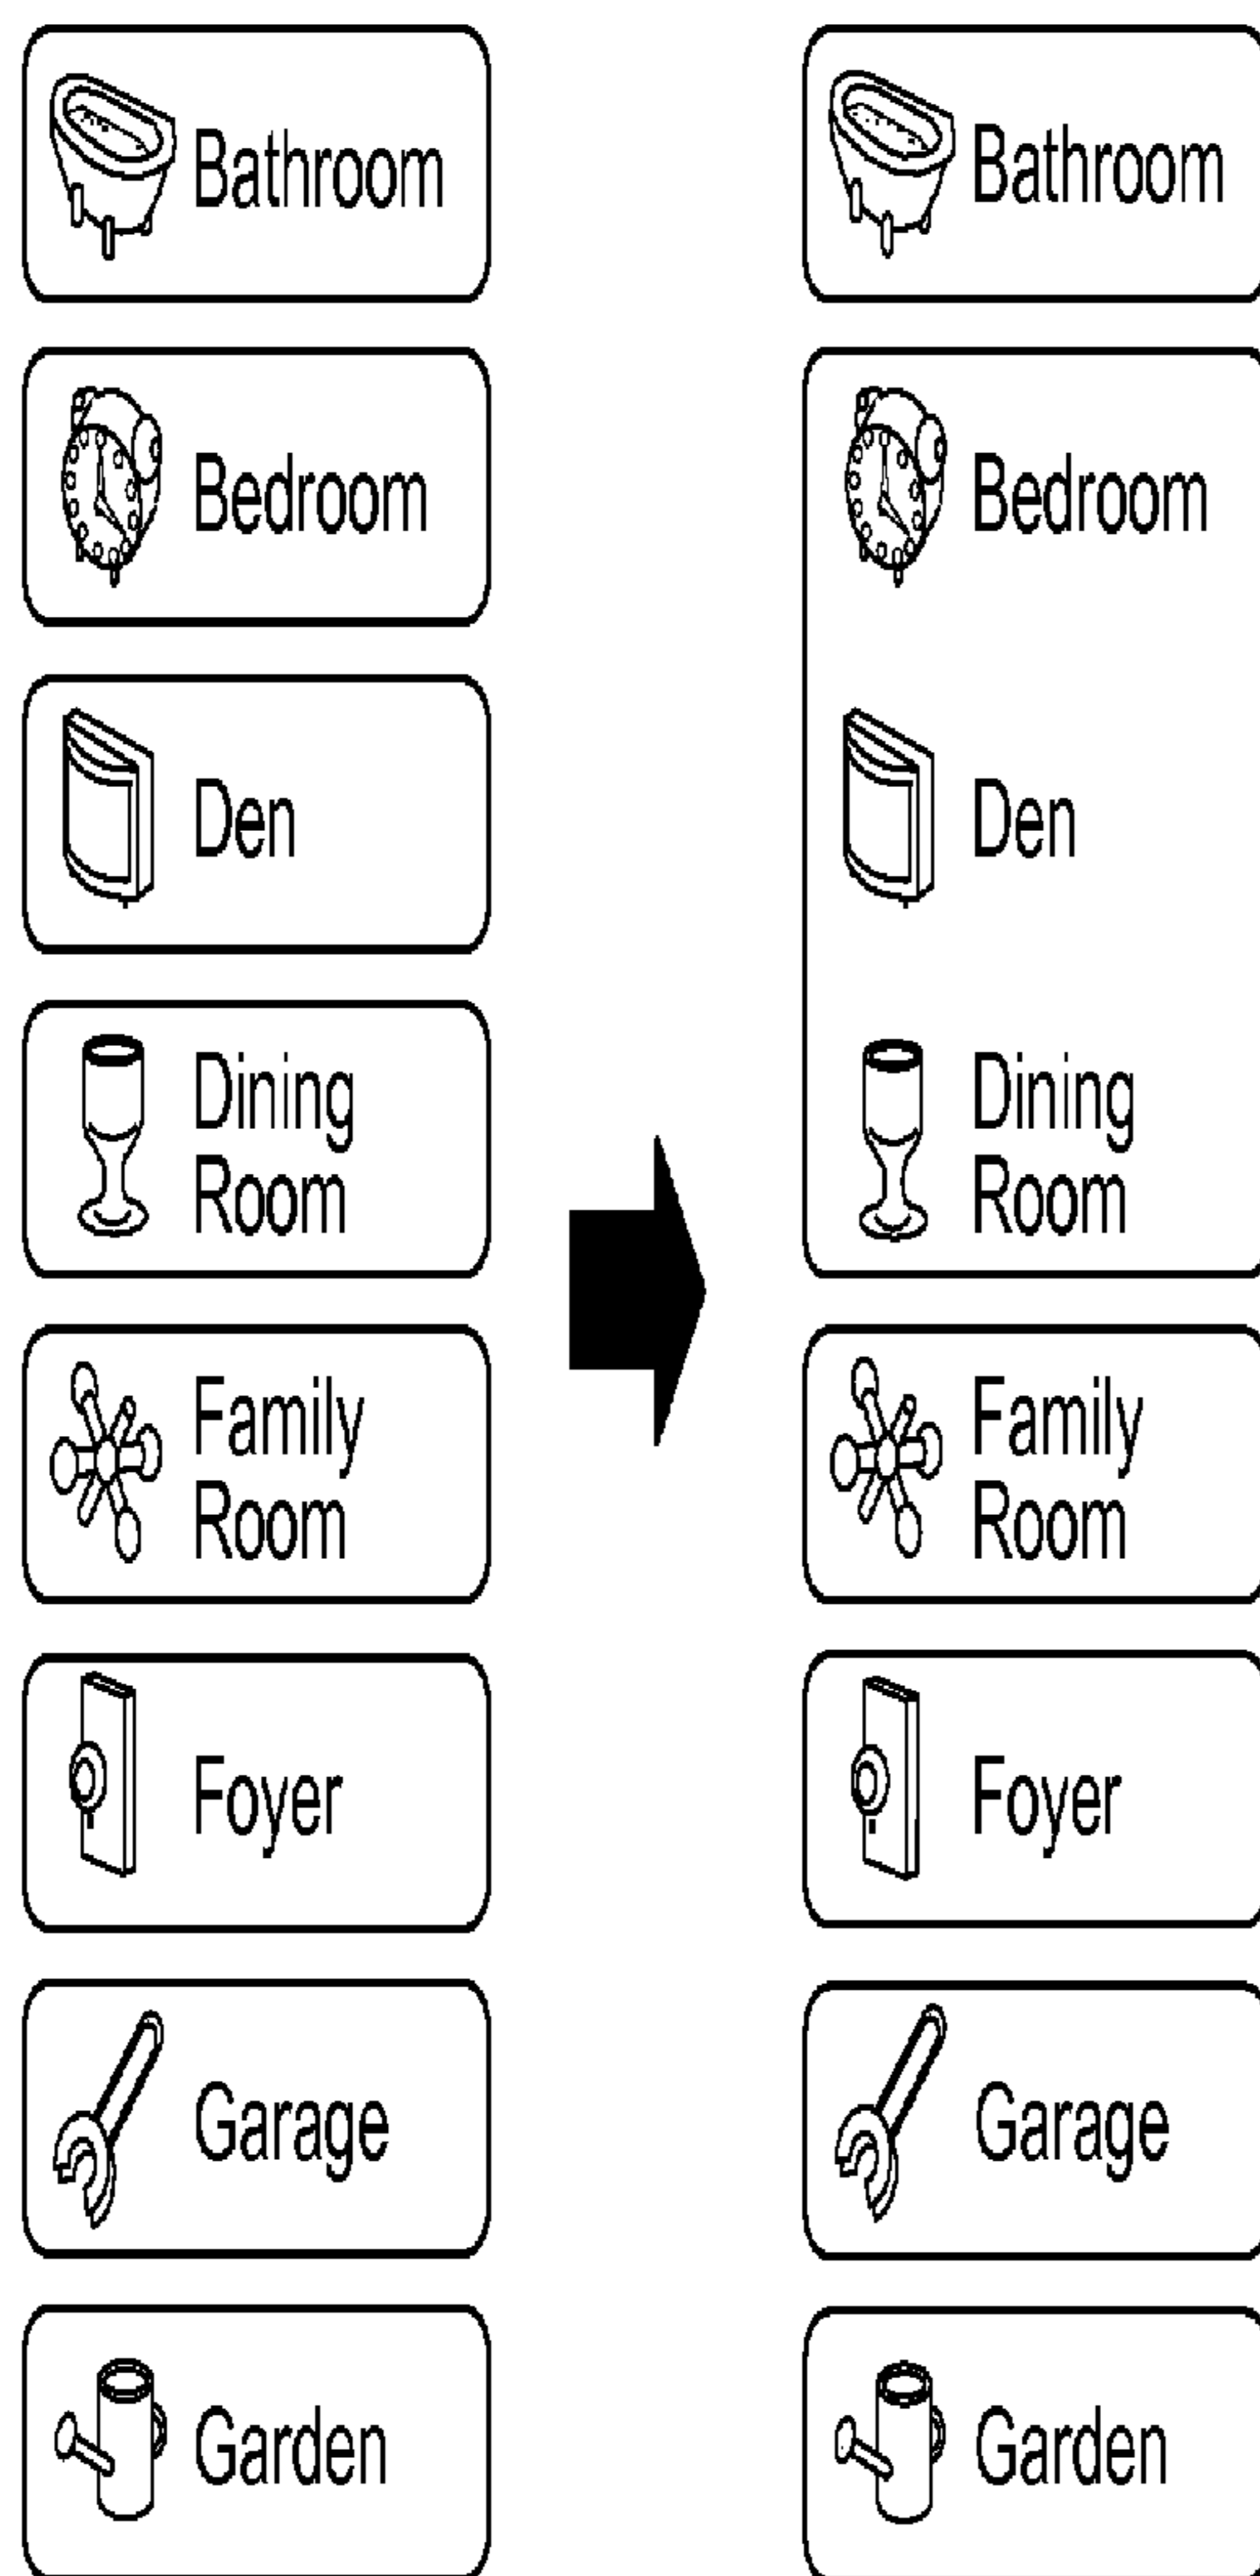 Bathroom
Bedroom
Den
Dining
Room
Family
Room
Foyer
Garage
Garden
Bathroom
Bedroom
Den
Dining
Room
Family
Room
Foyer
Garage
Garden